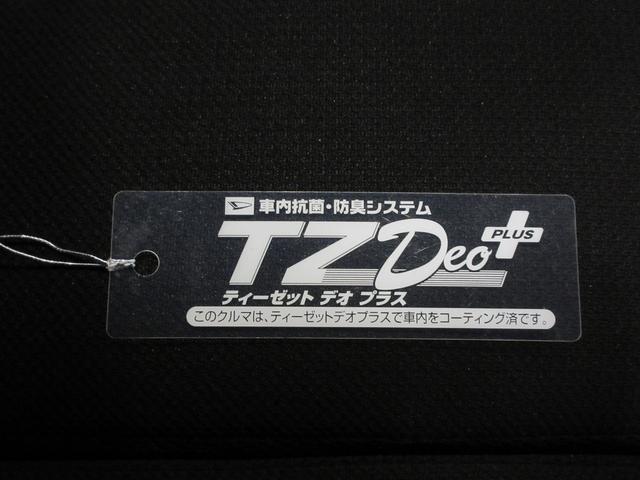 車内抗菌・防臭システム
TZ Deo PLUS
ティーゼット デオ プラス
このクルマは、ティーゼットデオプラスで車内をコーティング済です。